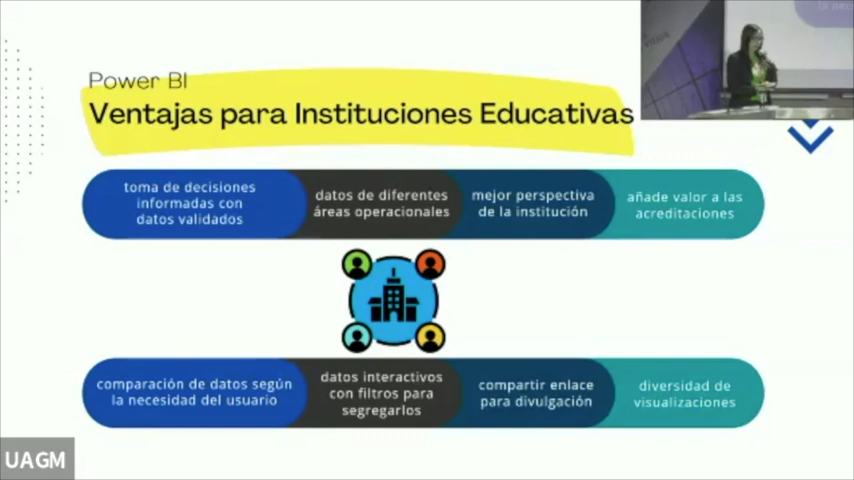 Power BI
Ventajas para Instituciones Educativas
toma de decisiones
informadas con
datos validados
datos de diferentes
áreas operacionales
mejor perspectiva
de la institución
añade valor a las
acreditaciones
comparación de datos según
la necesidad del usuario
datos interactivos
con filtros para
segregarlos
compartir enlace
para divulgación
diversidad de
visualizaciones
UAGM